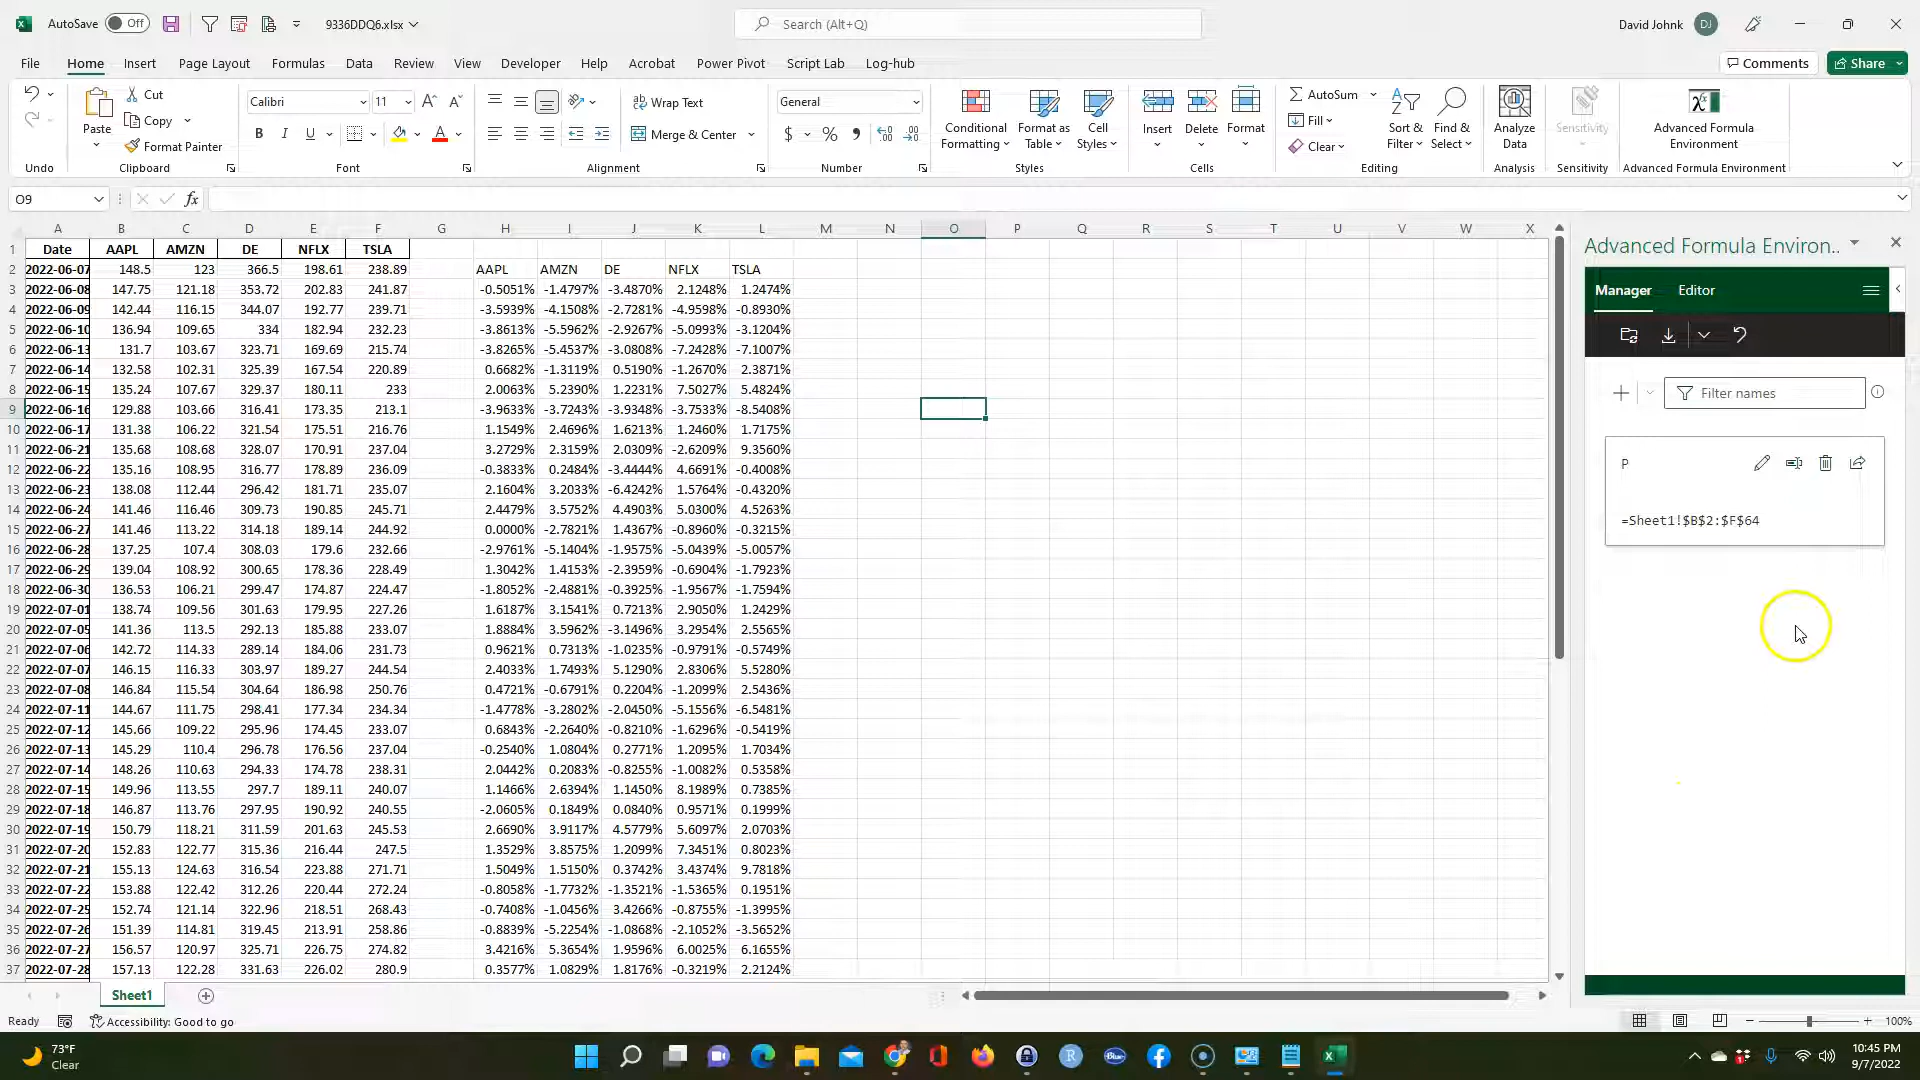 AutoSave Off 9336DDQ6.xlsx Search (Alt+Q) David Johnk DJ
File Home Insert Page Layout Formulas Data Review View Developer Help Acrobat Power Pivot Script Lab Log-hub Comments Share
Paste Cut Copy Format Painter Calibri 11 Wrap Text Merge & Center General
B I U A $ % Conditional Formatting Format as Table Cell Styles Insert Delete Format AutoSum Fill Clear Sort & Filter Find & Select Analyze Data Sensitivity Advanced Formula Environment
Undo Clipboard Font Alignment Number Styles Cells Editing Analysis Sensitivity Advanced Formula Environment
O9 fx
A B C D E F G H I J K L M N O P Q R S T U V W X
1 Date AAPL AMZN DE NFLX TSLA
2 2022-06-07 148.5 123 366.5 198.61 238.89 AAPL AMZN DE NFLX TSLA
3 2022-06-08 147.75 121.18 353.72 202.83 241.87 -0.5051% -1.4797% -3.4870% 2.1248% 1.2474%
4 2022-06-09 142.44 116.15 344.07 192.77 239.71 -3.5939% -4.1508% -2.7281% -4.9598% -0.8930%
5 2022-06-10 136.94 109.65 334 182.94 232.23 -3.8613% -5.5962% -2.9267% -5.0993% -3.1204%
6 2022-06-13 131.7 103.67 323.71 169.69 215.74 -3.8265% -5.4537% -3.0808% -7.2428% -7.1007%
7 2022-06-14 132.58 102.31 325.39 167.54 220.89 0.6682% -1.3119% 0.5190% -1.2670% 2.3871%
8 2022-06-15 135.24 107.67 329.37 180.11 233 2.0063% 5.2390% 1.2231% 7.5027% 5.4824%
9 2022-06-16 129.88 103.66 316.41 173.35 213.1 -3.9633% -3.7243% -3.9348% -3.7533% -8.5408%
10 2022-06-17 131.38 106.22 321.54 175.51 216.76 1.1549% 2.4696% 1.6213% 1.2460% 1.7175%
11 2022-06-21 135.68 108.68 328.07 170.91 237.04 3.2729% 2.3159% 2.0309% -2.6209% 9.3560%
12 2022-06-22 135.16 108.95 316.77 178.89 236.09 -0.3833% 0.2484% -3.4444% 4.6691% -0.4008%
13 2022-06-23 138.08 112.44 296.42 181.71 235.07 2.1604% 3.2033% -6.4242% 1.5764% -0.4320%
14 2022-06-24 141.46 116.46 309.73 190.85 245.71 2.4479% 3.5752% 4.4903% 5.0300% 4.5263%
15 2022-06-27 141.46 113.22 314.18 189.14 244.92 0.0000% -2.7821% 1.4367% -0.8960% -0.3215%
16 2022-06-28 137.25 107.4 308.03 179.6 232.66 -2.9761% -5.1404% -1.9575% -5.0439% -5.0057%
17 2022-06-29 139.04 108.92 300.65 178.36 228.49 1.3042% 1.4153% -2.3959% -0.6904% -1.7923%
18 2022-06-30 136.53 106.21 299.47 174.87 224.47 -1.8052% -2.4881% -0.3925% -1.9567% -1.7594%
19 2022-07-01 138.74 109.56 301.63 179.95 227.26 1.6187% 3.1541% 0.7213% 2.9050% 1.2429%
20 2022-07-05 141.36 113.5 292.13 185.88 233.07 1.8884% 3.5962% -3.1496% 3.2954% 2.5565%
21 2022-07-06 142.72 114.33 289.14 184.06 231.73 0.9621% 0.7313% -1.0235% -0.9791% -0.5749%
22 2022-07-07 146.15 116.33 303.97 189.27 244.54 2.4033% 1.7493% 5.1290% 2.8306% 5.5280%
23 2022-07-08 146.84 115.54 304.64 186.98 250.76 0.4721% -0.6791% 0.2204% -1.2099% 2.5436%
24 2022-07-11 144.67 111.75 298.41 177.34 234.34 -1.4778% -3.2802% -2.0450% -5.1556% -6.5481%
25 2022-07-12 145.66 109.22 295.96 174.45 233.07 0.6843% -2.2640% -0.8210% -1.6296% -0.5419%
26 2022-07-13 145.29 110.4 296.78 176.56 237.04 -0.2540% 1.0804% 0.2771% 1.2095% 1.7034%
27 2022-07-14 148.26 110.63 294.33 174.78 238.31 2.0442% 0.2083% -0.8255% -1.0082% 0.5358%
28 2022-07-15 149.96 113.55 297.7 189.11 240.07 1.1466% 2.6394% 1.1450% 8.1989% 0.7385%
29 2022-07-18 146.87 113.76 297.95 190.92 240.55 -2.0605% 0.1849% 0.0840% 0.9571% 0.1999%
30 2022-07-19 150.79 118.21 311.59 201.63 245.53 2.6690% 3.9117% 4.5779% 5.6097% 2.0703%
31 2022-07-20 152.83 122.77 315.36 216.44 247.5 1.3529% 3.8575% 1.2099% 7.3451% 0.8023%
32 2022-07-21 155.13 124.63 316.54 223.88 271.71 1.5049% 1.5150% 0.3742% 3.4374% 9.7818%
33 2022-07-22 153.88 122.42 312.26 220.44 272.24 -0.8058% -1.7732% -1.3521% -1.5365% 0.1951%
34 2022-07-25 152.74 121.14 322.96 218.51 268.43 -0.7408% -1.0456% 3.4266% -0.8755% -1.3995%
35 2022-07-26 151.39 114.81 319.45 213.91 258.86 -0.8839% -5.2254% -1.0868% -2.1052% -3.5652%
36 2022-07-27 156.57 120.97 325.71 226.75 274.82 3.4216% 5.3654% 1.9596% 6.0025% 6.1655%
37 2022-07-28 157.13 122.28 331.63 226.02 280.9 0.3577% 1.0829% 1.8176% -0.3219% 2.2124%
Advanced Formula Environ..
Manager Editor
Filter names
P
=Sheet1!$B$2:$F$64
Sheet1
Ready Accessibility: Good to go 100%
73°F
Clear
10:45 PM
9/7/2022